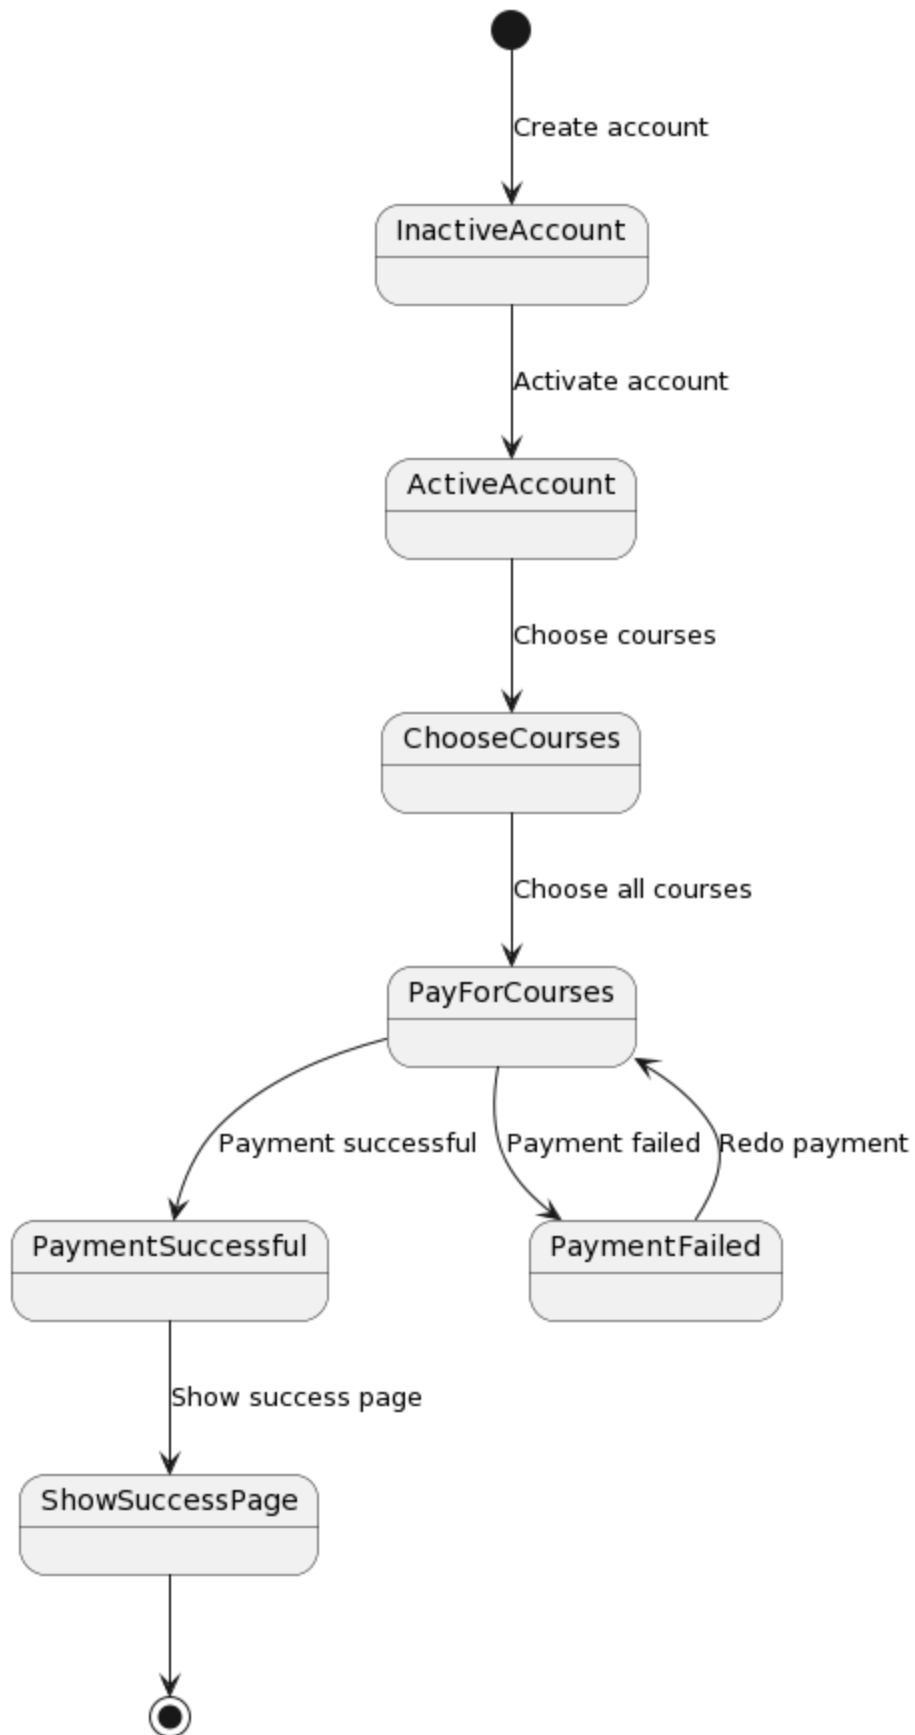 Create account
InactiveAccount
Activate account
ActiveAccount
Choose courses
ChooseCourses
Choose all courses
PayForCourses
Payment successful
Payment failed
Redo payment
PaymentSuccessful
PaymentFailed
Show success page
ShowSuccessPage